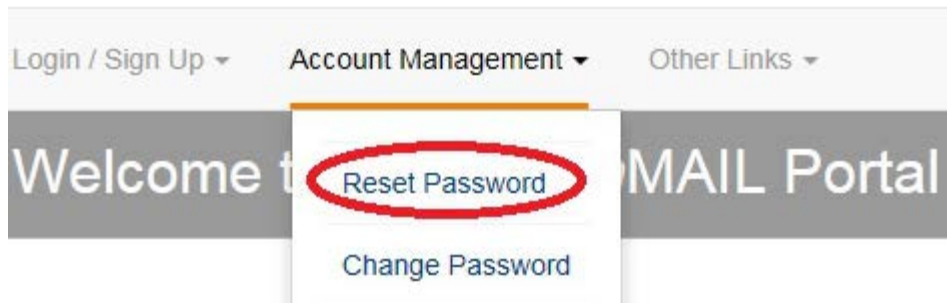 Login / Sign Up Account Management Other Links
Welcome MAIL Portal
Reset Password
Change Password